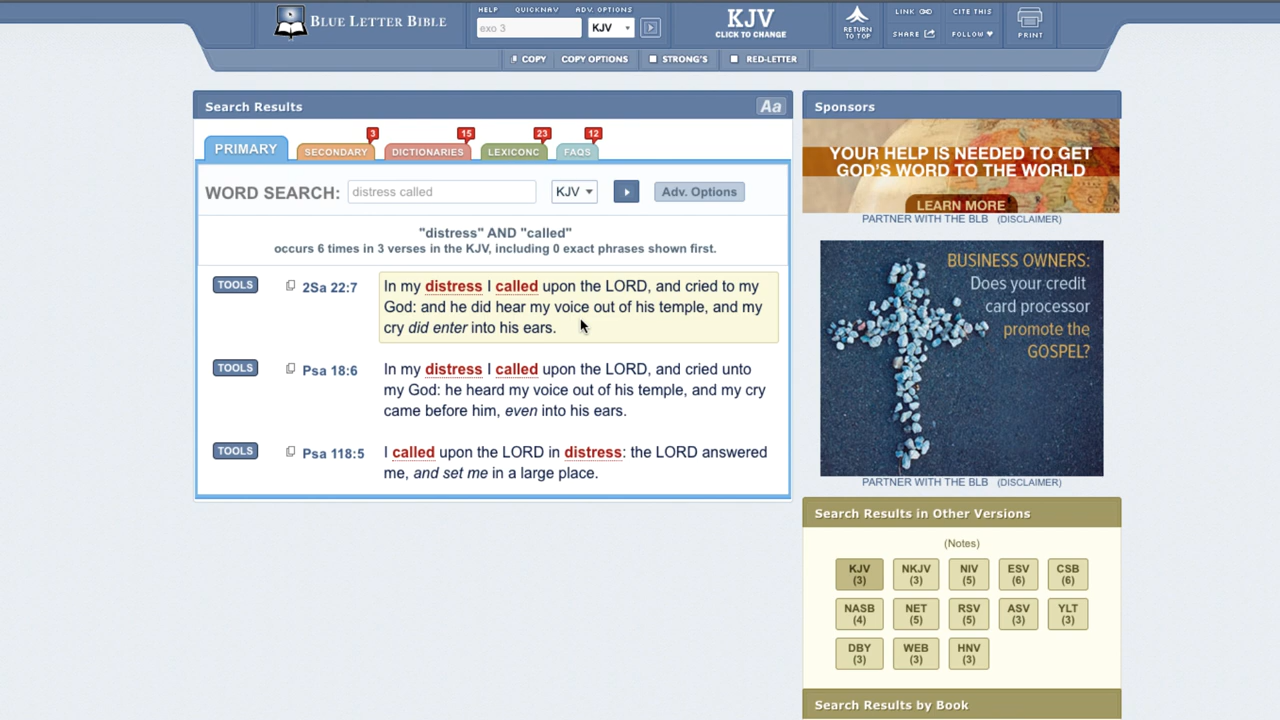 BLUE LETTER BIBLE
HELP QUICKNAV ADV. OPTIONS
exo 3 KJV
KJV
CLICK TO CHANGE
RETURN
TO TOP
LINK CITE THIS
SHARE FOLLOW
PRINT
COPY COPY OPTIONS STRONG'S RED-LETTER
Search Results Aa
3 15 23 12
PRIMARY SECONDARY DICTIONARIES LEXICONC FAQS
WORD SEARCH: distress called KJV Adv. Options
"distress" AND "called"
occurs 6 times in 3 verses in the KJV, including 0 exact phrases shown first.
TOOLS 2Sa 22:7 In my distress I called upon the LORD, and cried to my
God: and he did hear my voice out of his temple, and my
cry did enter into his ears.
TOOLS Psa 18:6 In my distress I called upon the LORD, and cried unto
my God: he heard my voice out of his temple, and my cry
came before him, even into his ears.
TOOLS Psa 118:5 I called upon the LORD in distress: the LORD answered
me, and set me in a large place.
Sponsors
YOUR HELP IS NEEDED TO GET
GOD'S WORD TO THE WORLD
LEARN MORE
PARTNER WITH THE BLB (DISCLAIMER)
BUSINESS OWNERS:
Does your credit
card processor
promote the
GOSPEL?
PARTNER WITH THE BLB (DISCLAIMER)
Search Results in Other Versions
(Notes)
KJV NKJV NIV ESV CSB
(3) (3) (5) (6) (6)
NASB NET RSV ASV YLT
(4) (5) (5) (3) (3)
DBY WEB HNV
(3) (3) (3)
Search Results by Book